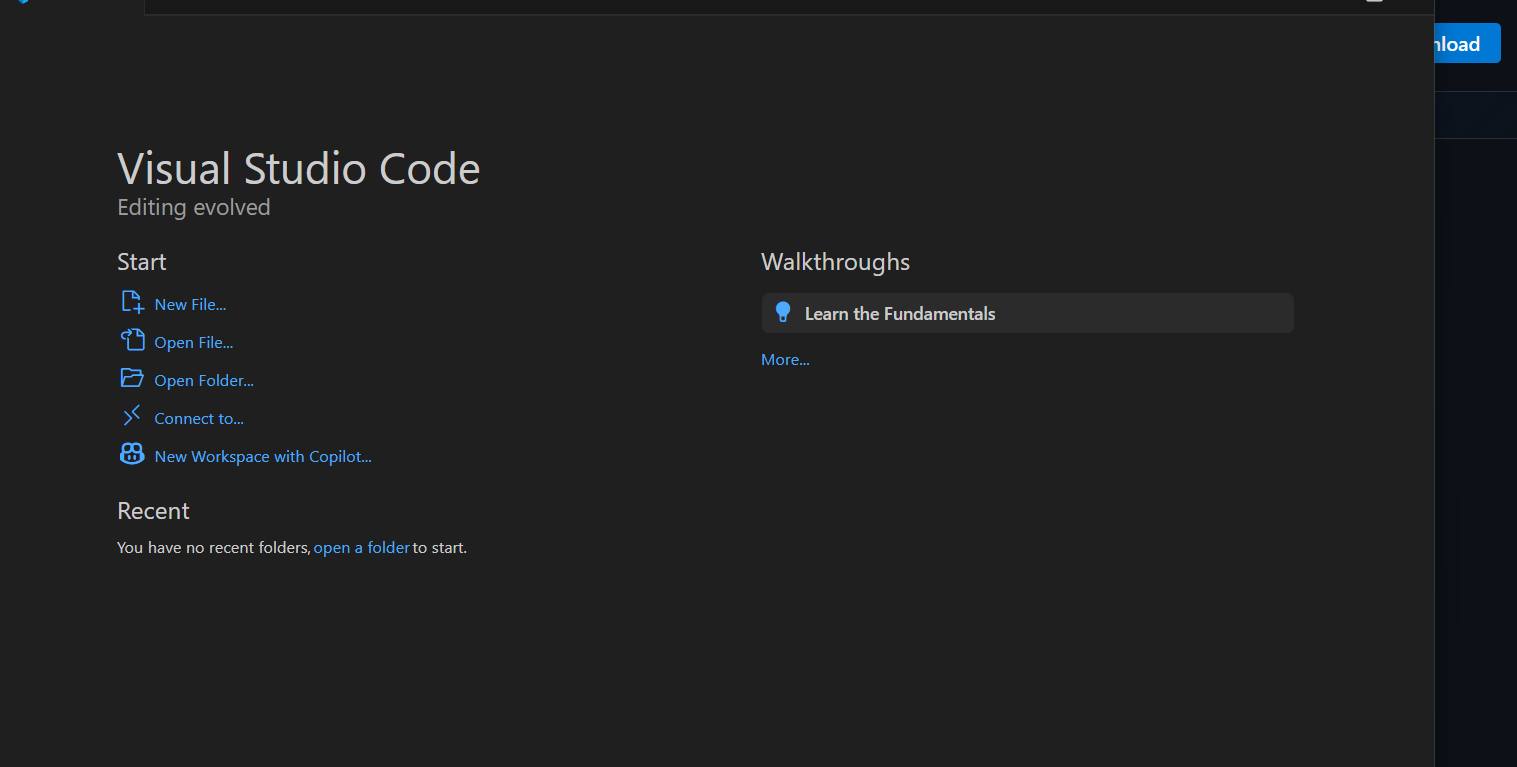 Visual Studio Code
Editing evolved
Start
New File...
Open File...
Open Folder...
Connect to...
New Workspace with Copilot...
Recent
You have no recent folders, open a folder to start.
Walkthroughs
Learn the Fundamentals
More...